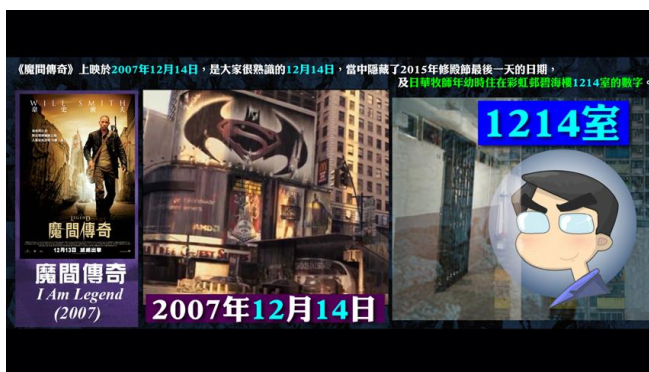 《魔間傳奇》上映於2007年12月14日，是大家很熟識的12月14日，當中隱藏了2015年修殿節最後一天的日期，
及日華牧師年幼時住在彩虹邨碧海樓1214室的數字。
WILL SMITH
韋史密夫
LEGEND
魔間傳奇
12月13日
魔間傳奇
I Am Legend
(2007)
2007年12月14日
1214室